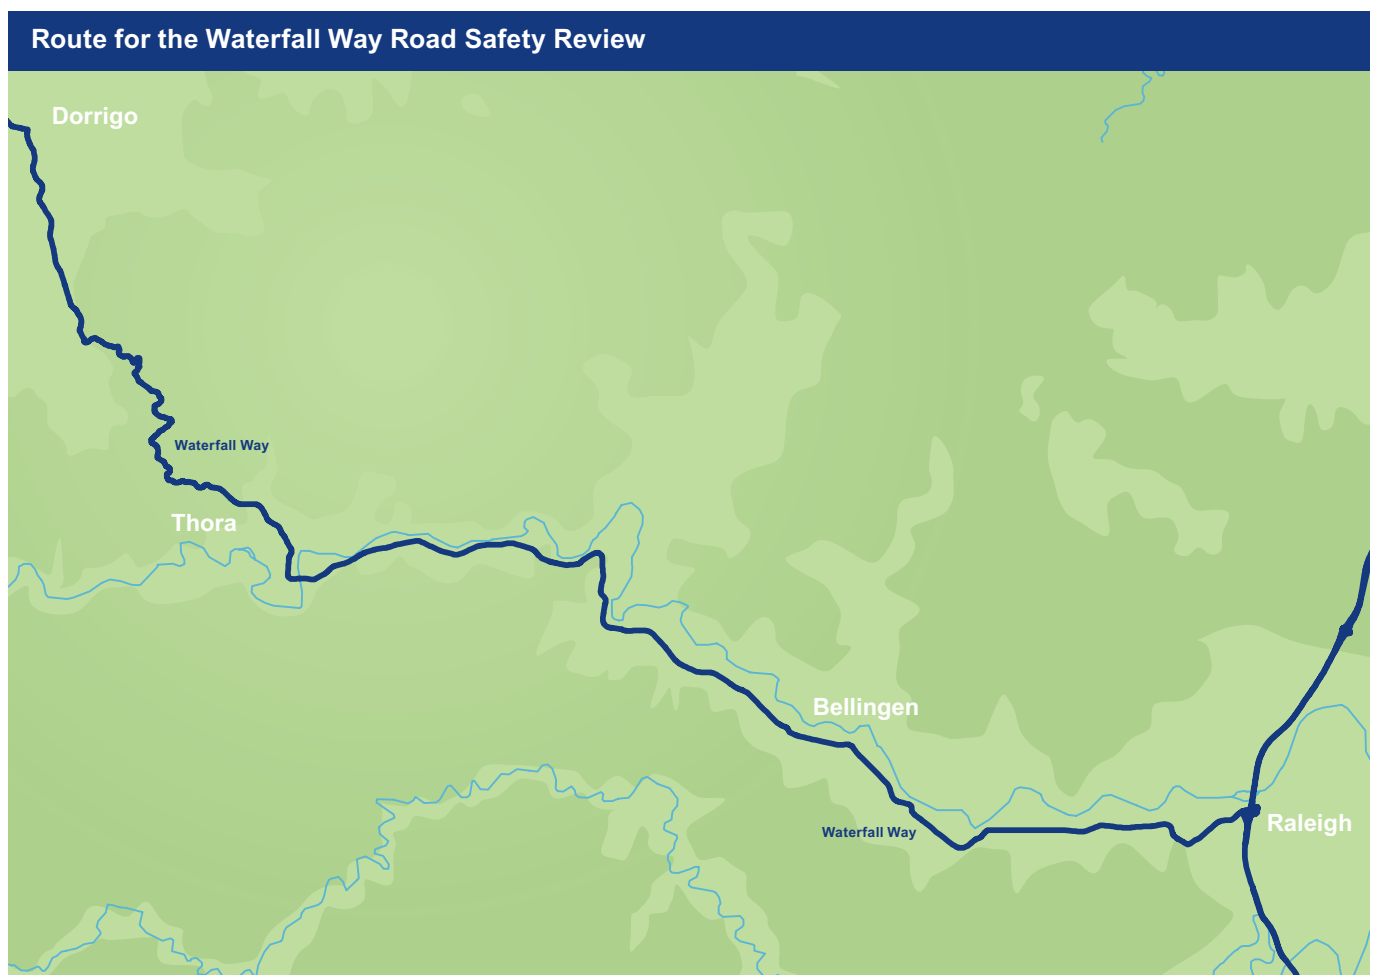 Route for the Waterfall Way Road Safety Review
Dorrigo
Waterfall Way
Thora
Bellingen
Waterfall Way
Raleigh